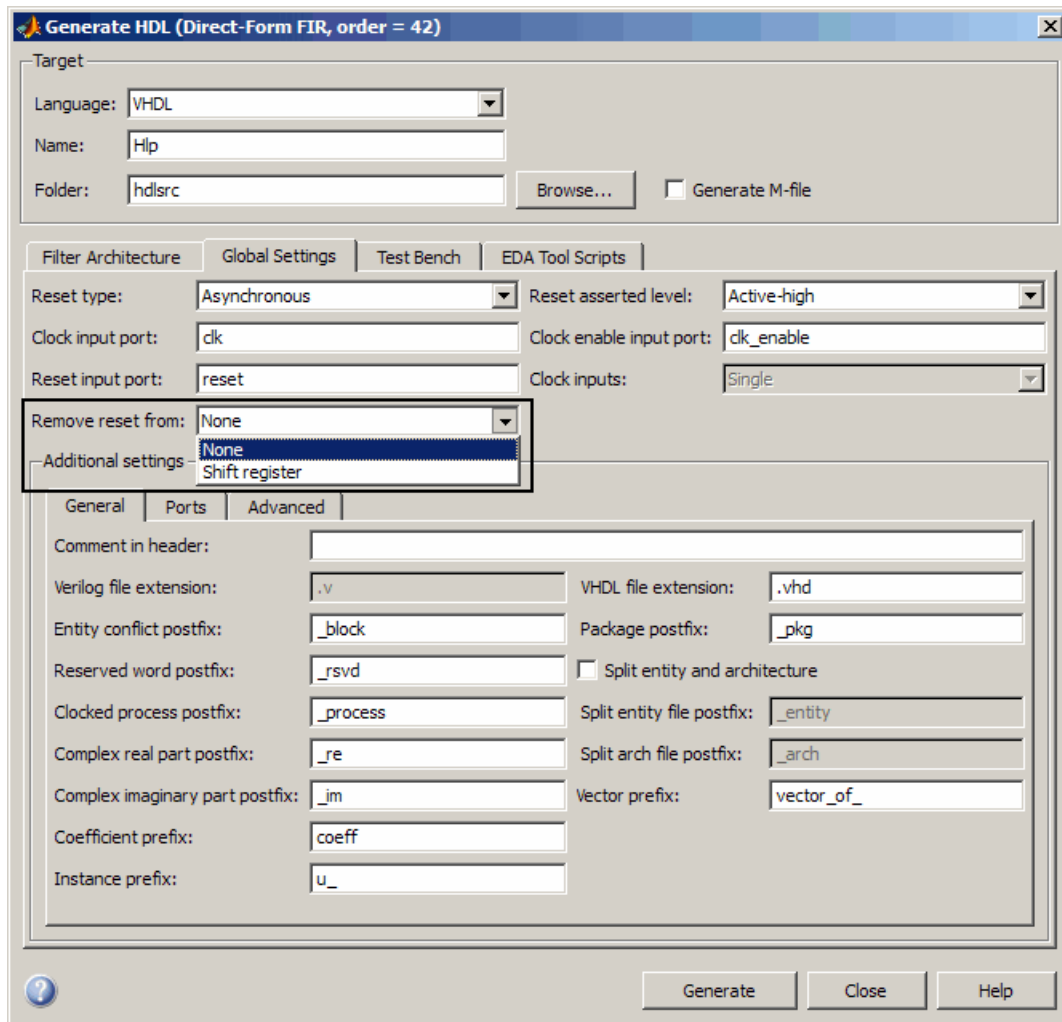 Generate HDL (Direct-Form FIR, order = 42)
Target
Language: VHDL
Name: Hlp
Folder: hdlsrc Browse... Generate M-file
Filter Architecture Global Settings Test Bench EDA Tool Scripts
Reset type: Asynchronous Reset asserted level: Active-high
Clock input port: clk Clock enable input port: clk_enable
Reset input port: reset Clock inputs: Single
Remove reset from: None
None
Additional settings
Shift register
General Ports Advanced
Comment in header:
Verilog file extension: .v VHDL file extension: .vhd
Entity conflict postfix: _block Package postfix: _pkg
Reserved word postfix: _rsvd Split entity and architecture
Clocked process postfix: _process Split entity file postfix: _entity
Complex real part postfix: _re Split arch file postfix: _arch
Complex imaginary part postfix: _im Vector prefix: vector_of_
Coefficient prefix: coeff
Instance prefix: u_
? Generate Close Help